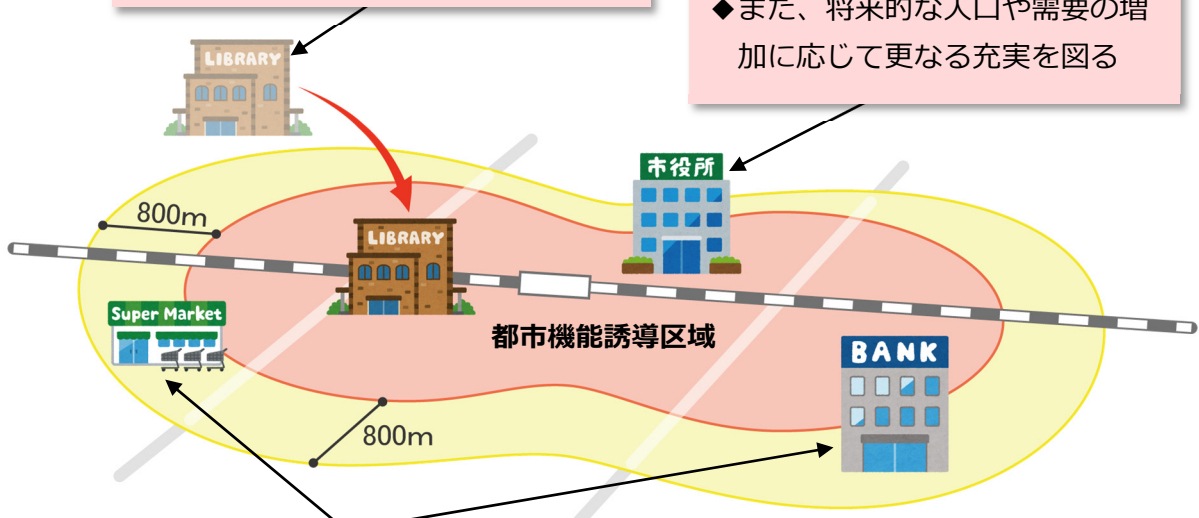 ◆また、将来的な人口や需要の増
加に応じて更なる充実を図る
LIBRARY
市役所
800m
LIBRARY
Super Market
都市機能誘導区域
BANK
800m